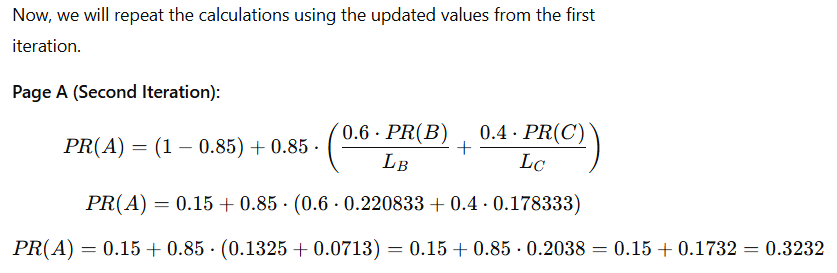 Now, we will repeat the calculations using the updated values from the first
iteration.
Page A (Second Iteration):
PR(A) = (1 − 0.85) + 0.85 · (0.6 · PR(B) / L_B + 0.4 · PR(C) / L_C)
PR(A) = 0.15 + 0.85 · (0.6 · 0.220833 + 0.4 · 0.178333)
PR(A) = 0.15 + 0.85 · (0.1325 + 0.0713) = 0.15 + 0.85 · 0.2038 = 0.15 + 0.1732 = 0.3232